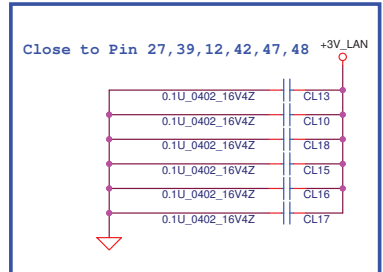 Close to Pin 27,39,12,42,47,48
+3V_LAN
0.1U_0402_16V4Z CL13
0.1U_0402_16V4Z CL10
0.1U_0402_16V4Z CL18
0.1U_0402_16V4Z CL15
0.1U_0402_16V4Z CL16
0.1U_0402_16V4Z CL17